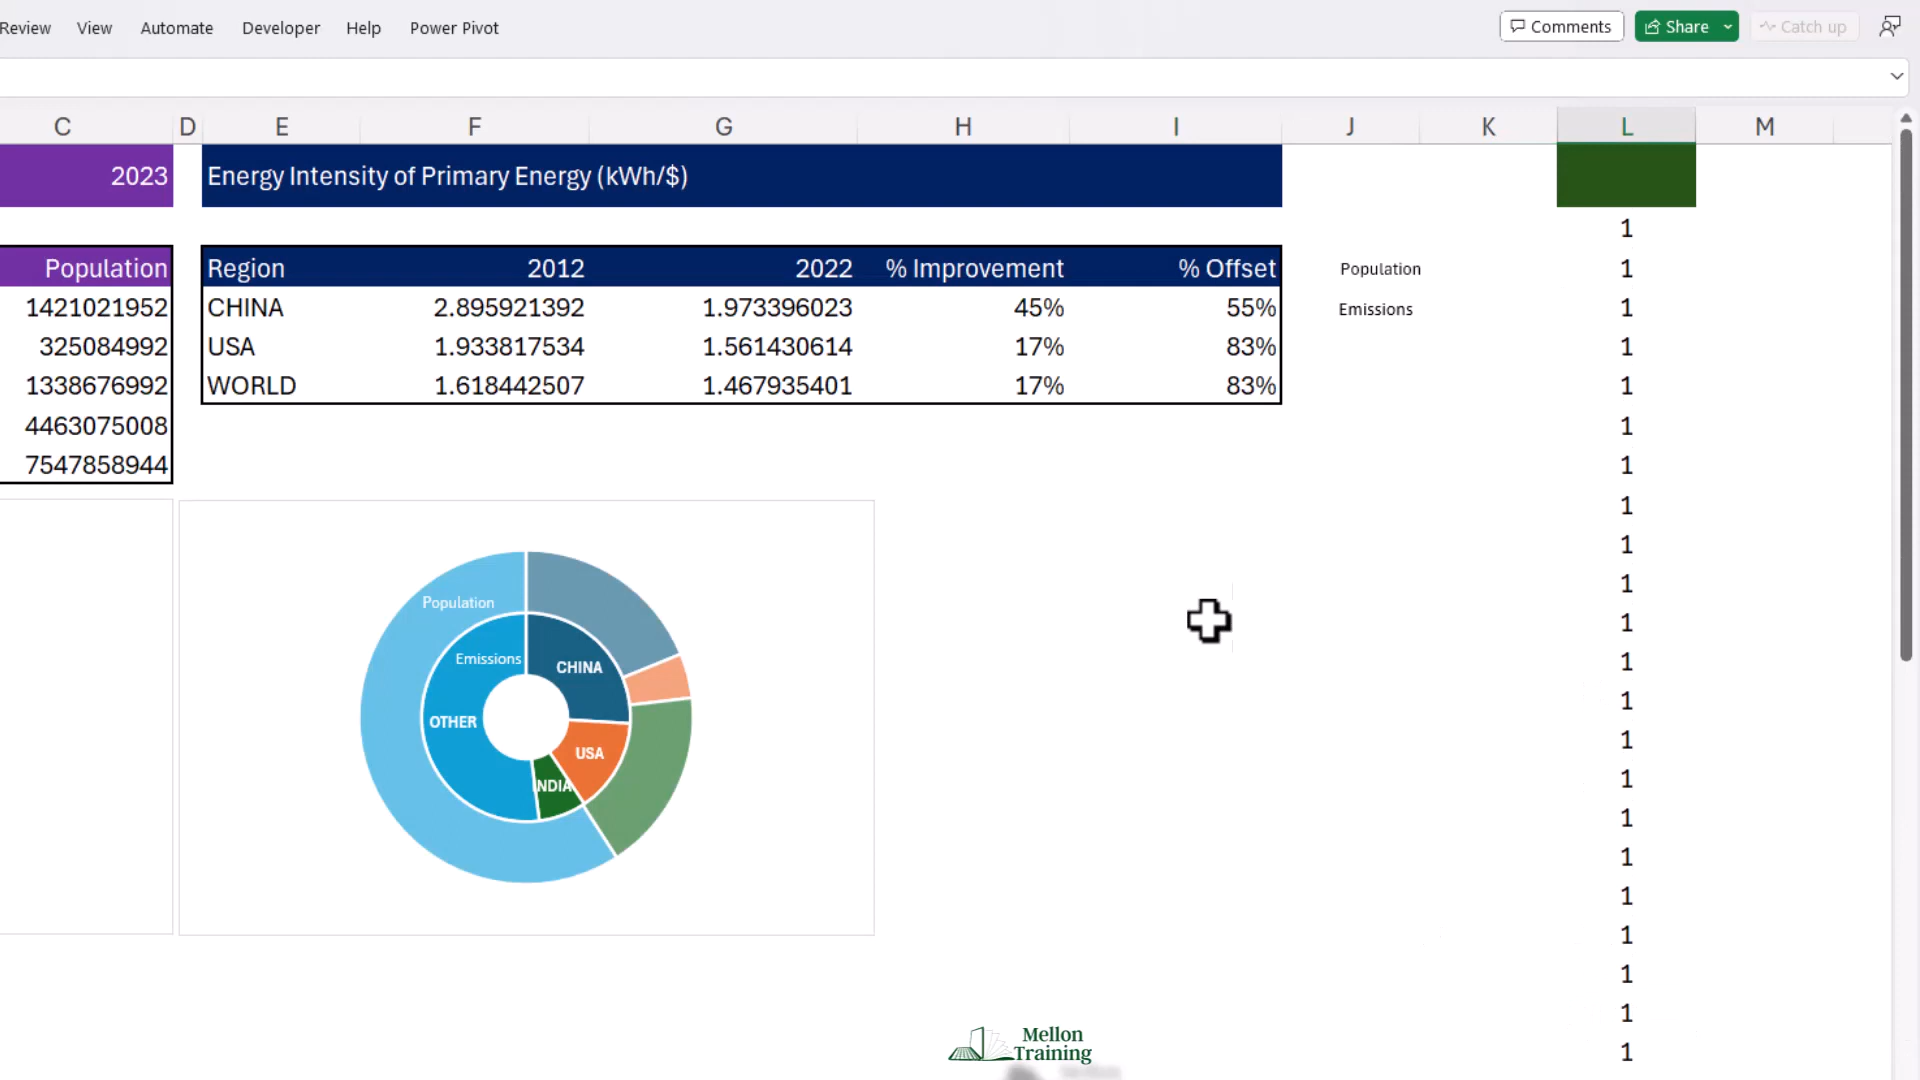 Review View Automate Developer Help Power Pivot Comments Share Catch up
C D E F G H I J K L M
2023 Energy Intensity of Primary Energy (kWh/$)
1
Population Region 2012 2022 % Improvement % Offset Population 1
1421021952 CHINA 2.895921392 1.973396023 45% 55% Emissions 1
325084992 USA 1.933817534 1.561430614 17% 83% 1
1338676992 WORLD 1.618442507 1.467935401 17% 83% 1
4463075008 1
7547858944 1
1
1
1
Population
1
Emissions CHINA 1
1
OTHER
USA 1
NDIA 1
1
1
1
1
1
1
Mellon
Training
1